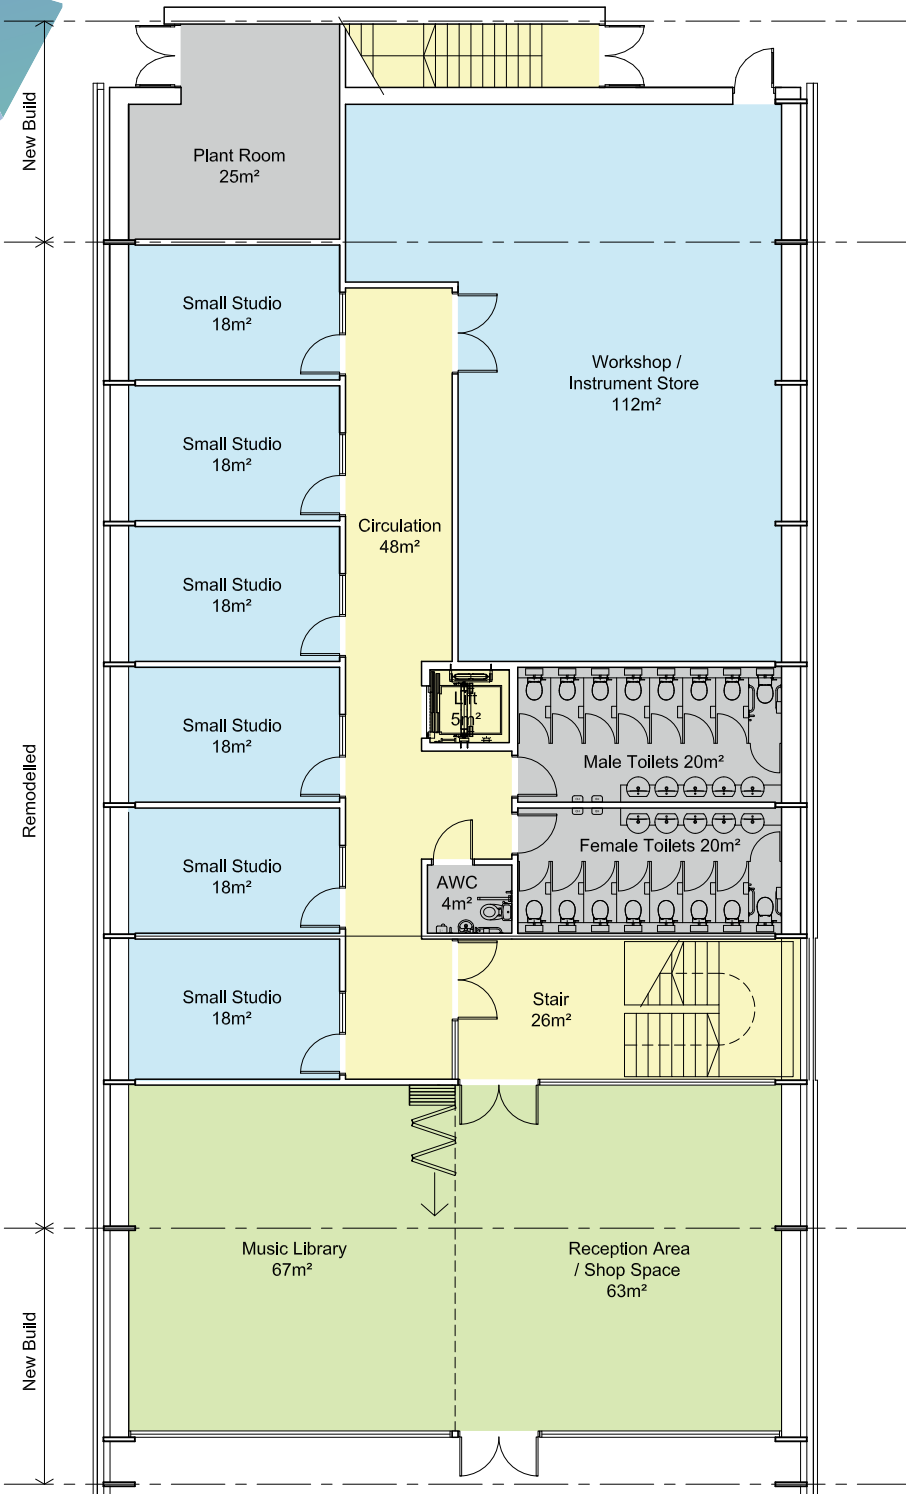 New Build
Plant Room
25m²
Small Studio
18m²
Workshop /
Instrument Store
112m²
Small Studio
18m²
Circulation
48m²
Small Studio
18m²
Remodelled
Small Studio
18m²
Lift
5m²
Male Toilets 20m²
Female Toilets 20m²
Small Studio
18m²
AWC
4m²
Small Studio
18m²
Stair
26m²
Music Library
67m²
Reception Area
/ Shop Space
63m²
New Build